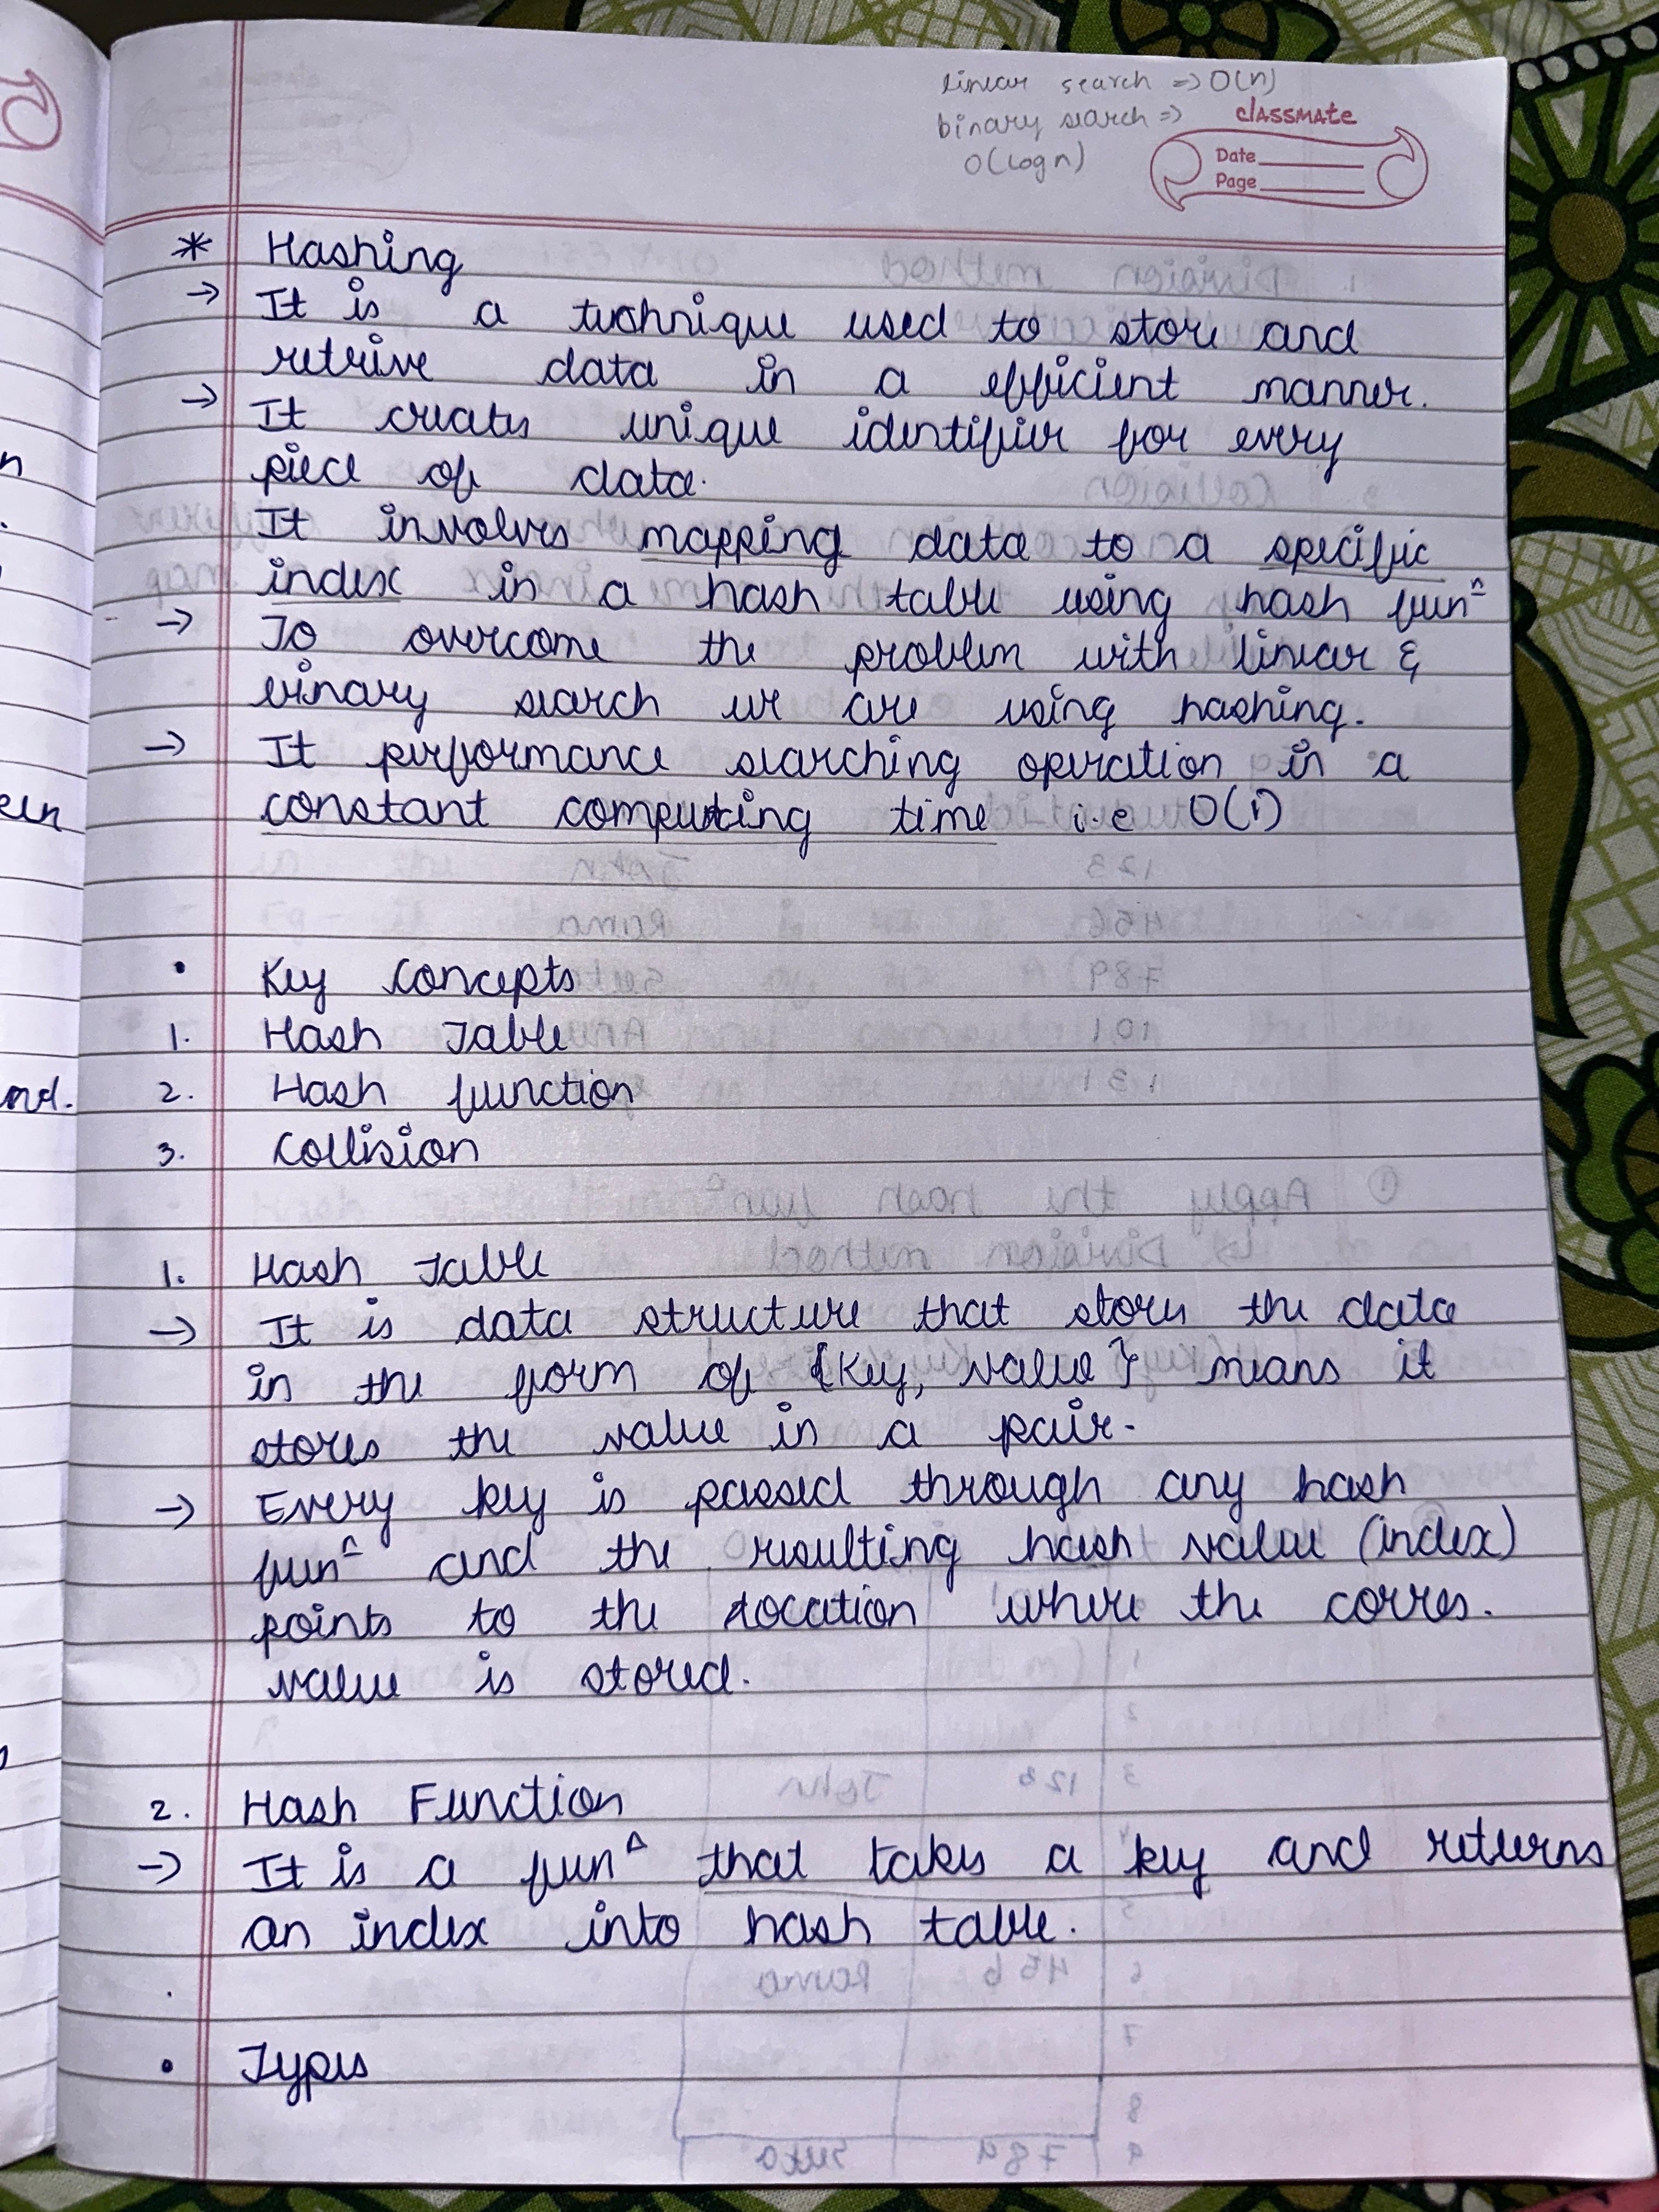 linear search => O(n)
binary search =>
O(log n)
classmate
Date
Page
* Hashing
→ It is a technique used to store and
retrive data in a efficient manner.
→ It creates unique identifier for every
piece of data.
It involves mapping data to a specific
index in a hash table using hash funⁿ
→ To overcome the problem with linear &
binary search we are using hashing.
→ It performance searching operation in a
constant computing time i.e O(1)
• Key Concepts
1. Hash Table
2. Hash function
3. Collision
1. Hash Table
→ It is data structure that stores the data
in the form of {Key, Value} means it
stores the value in a pair.
→ Every key is passed through any hash
funⁿ and the resulting hash value (index)
points to the location where the corres.
value is stored.
2. Hash Function
→ It is a funⁿ that takes a key and returns
an index into hash table.
• Types